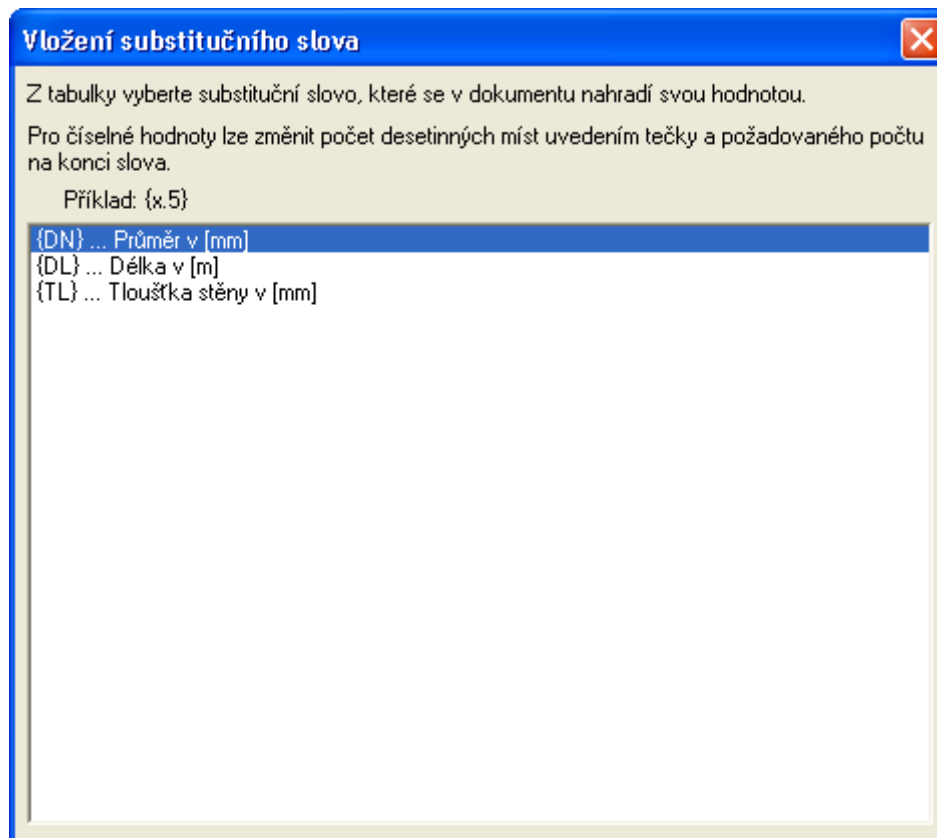 Vložení substitučního slova
Z tabulky vyberte substituční slovo, které se v dokumentu nahradí svou hodnotou.
Pro číselné hodnoty lze změnit počet desetinných míst uvedením tečky a požadovaného počtu
na konci slova.
Příklad: {x.5}
{DN} ... Průměr v [mm]
{DL} ... Délka v [m]
{TL} ... Tloušťka stěny v [mm]